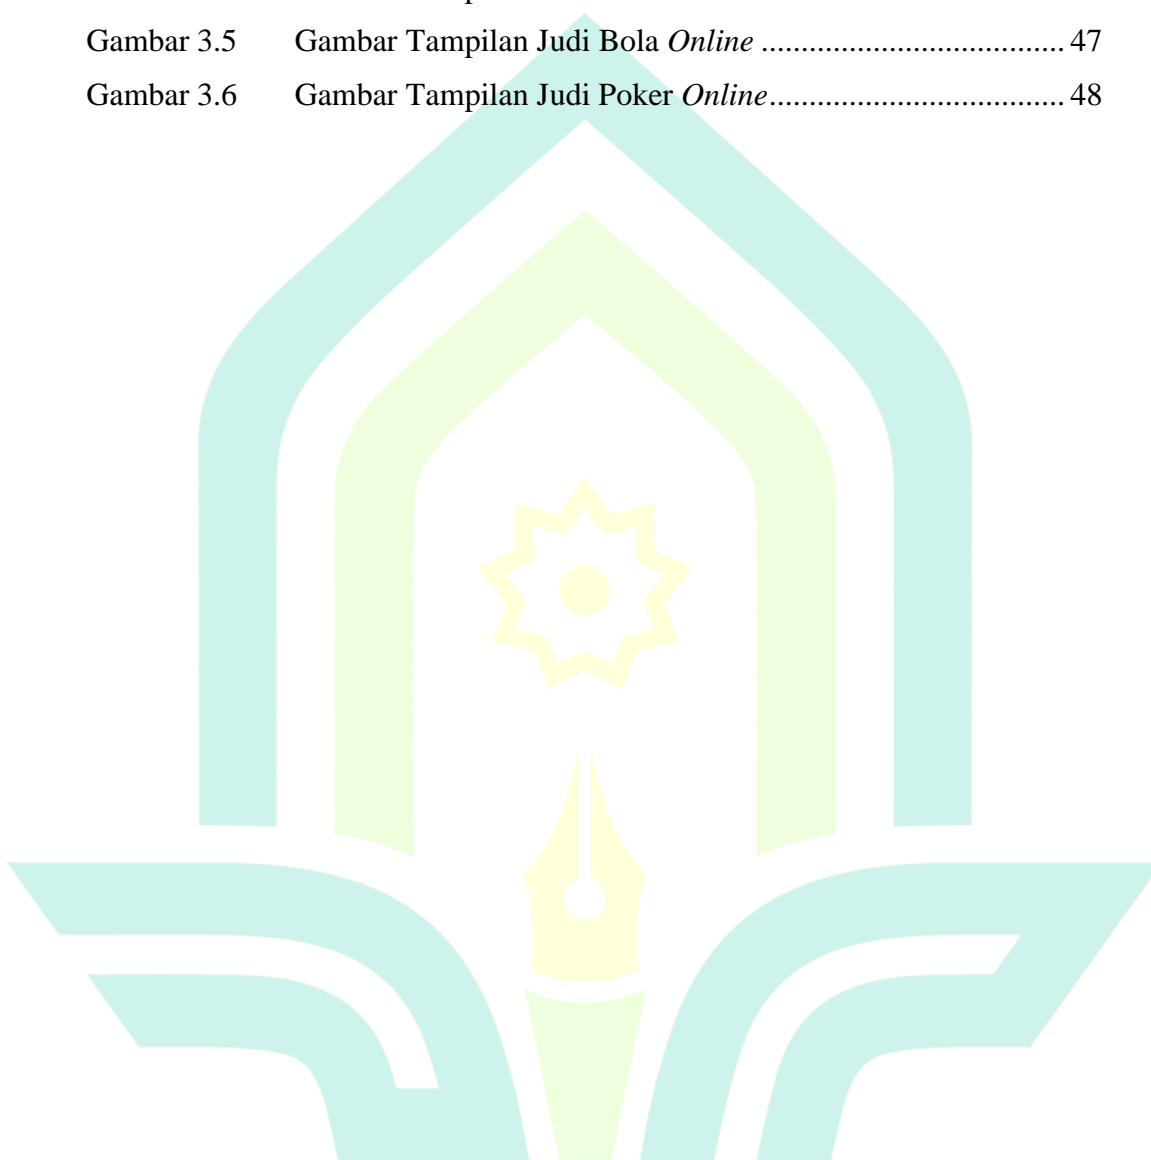 Gambar 3.5 Gambar Tampilan Judi Bola Online ...................................... 47
Gambar 3.6 Gambar Tampilan Judi Poker Online..................................... 48